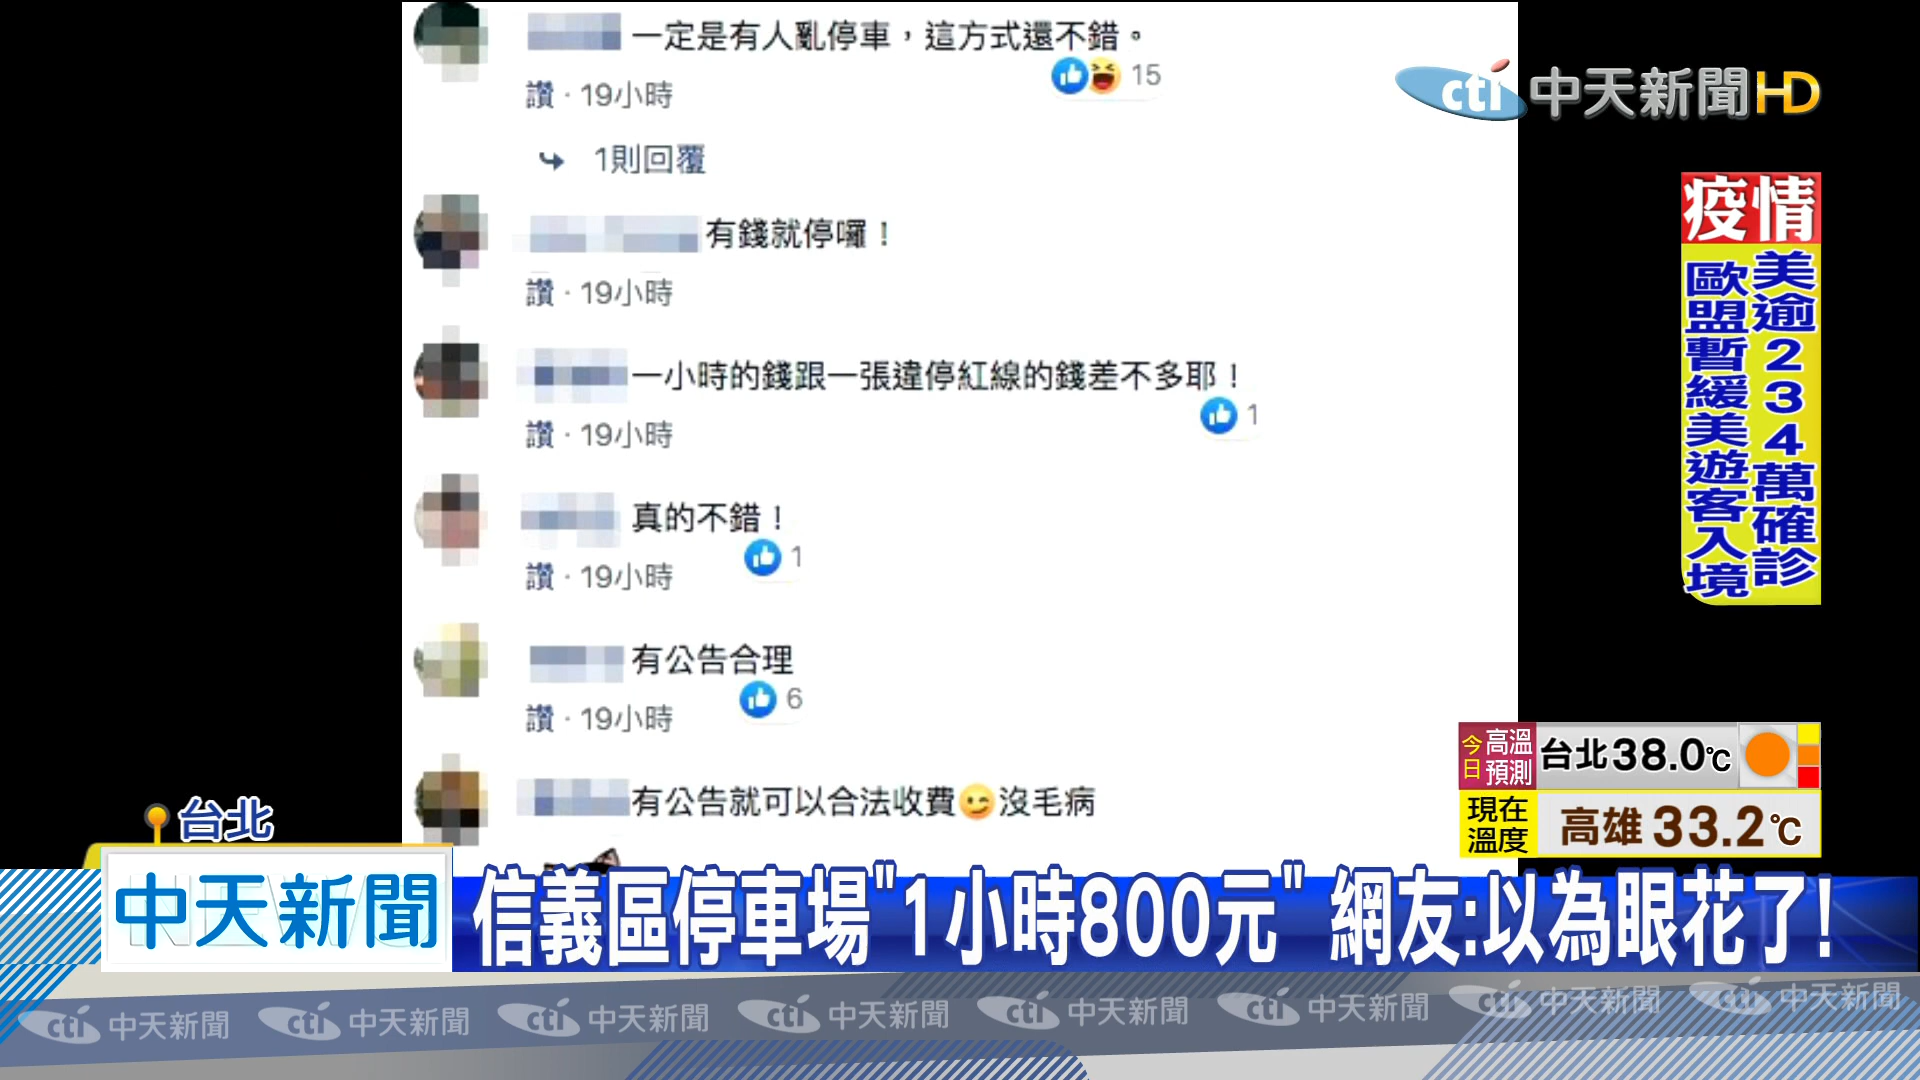 一定是有人亂停車，這方式還不錯。
15
讚 · 19小時
1則回覆
有錢就停囉！
讚 · 19小時
一小時的錢跟一張違停紅線的錢差不多耶！
1
讚 · 19小時
真的不錯！
1
讚 · 19小時
有公告合理
6
讚 · 19小時
有公告就可以合法收費😉沒毛病
cti 中天新聞HD
疫情
美逾234萬確診
歐盟暫緩美遊客入境
今日高溫預測 台北38.0℃
現在溫度 高雄33.2℃
台北
中天新聞
信義區停車場"1小時800元" 網友:以為眼花了!
cti 中天新聞 cti 中天新聞 cti 中天新聞 cti 中天新聞 cti 中天新聞 cti 中天新聞 cti 中天新聞 cti 中天新聞